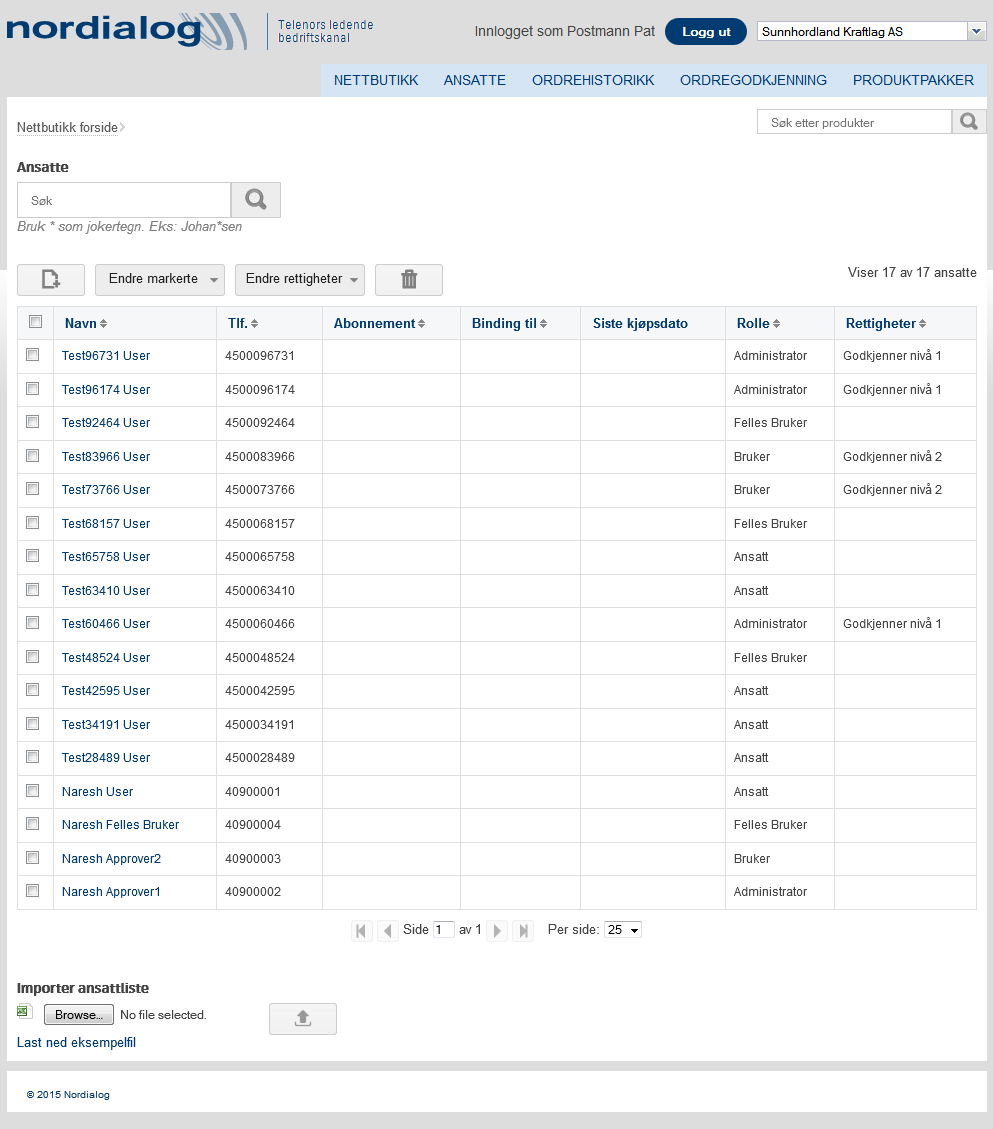 nordialog
Telenors ledende
bedriftskanal
Innlogget som Postmann Pat
Logg ut
Sunnhordland Kraftlag AS
NETTBUTIKK ANSATTE ORDREHISTORIKK ORDREGODKJENNING PRODUKTPAKKER
Nettbutikk forside
Søk etter produkter
Ansatte
Søk
Bruk * som jokertegn. Eks: Johan*sen
Endre markerte Endre rettigheter
Viser 17 av 17 ansatte
Navn Tlf. Abonnement Binding til Siste kjøpsdato Rolle Rettigheter
Test96731 User 4500096731 Administrator Godkjenner nivå 1
Test96174 User 4500096174 Administrator Godkjenner nivå 1
Test92464 User 4500092464 Felles Bruker
Test83966 User 4500083966 Bruker Godkjenner nivå 2
Test73766 User 4500073766 Bruker Godkjenner nivå 2
Test68157 User 4500068157 Felles Bruker
Test65758 User 4500065758 Ansatt
Test63410 User 4500063410 Ansatt
Test60466 User 4500060466 Administrator Godkjenner nivå 1
Test48524 User 4500048524 Felles Bruker
Test42595 User 4500042595 Ansatt
Test34191 User 4500034191 Ansatt
Test28489 User 4500028489 Ansatt
Naresh User 40900001 Ansatt
Naresh Felles Bruker 40900004 Felles Bruker
Naresh Approver2 40900003 Bruker
Naresh Approver1 40900002 Administrator
Side 1 av 1 Per side: 25
Importer ansattliste
Browse... No file selected.
Last ned eksempelfil
© 2015 Nordialog